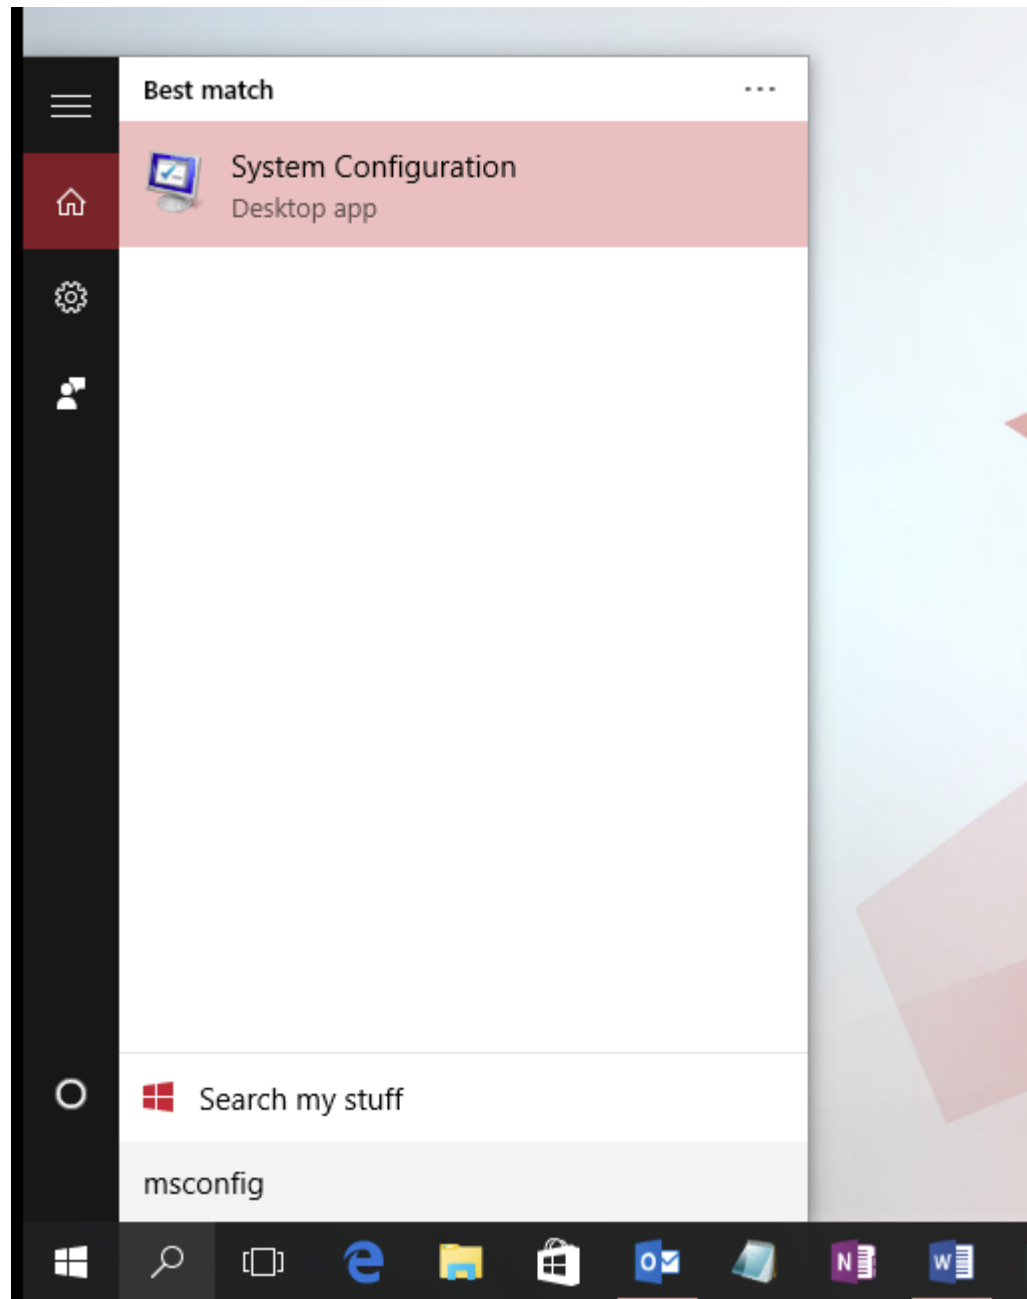 Best match
System Configuration
Desktop app
Search my stuff
msconfig